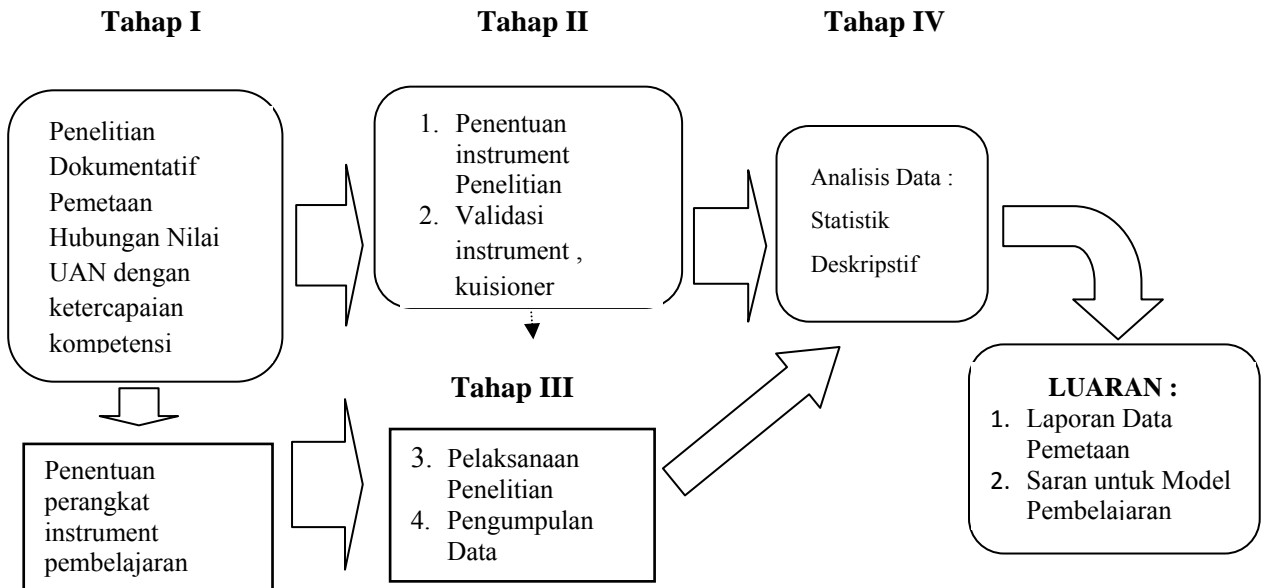 Tahap I
Penelitian
Dokumentatif
Pemetaan
Hubungan Nilai
UAN dengan
ketercapaian
kompetensi
Penentuan
perangkat
instrument
pembelajaran
Tahap II
1. Penentuan
instrument
Penelitian
2. Validasi
instrument ,
kuisioner
Tahap III
3. Pelaksanaan
Penelitian
4. Pengumpulan
Data
Tahap IV
Analisis Data :
Statistik
Deskripstif
LUARAN :
1. Laporan Data
Pemetaan
2. Saran untuk Model
Pembelajaran